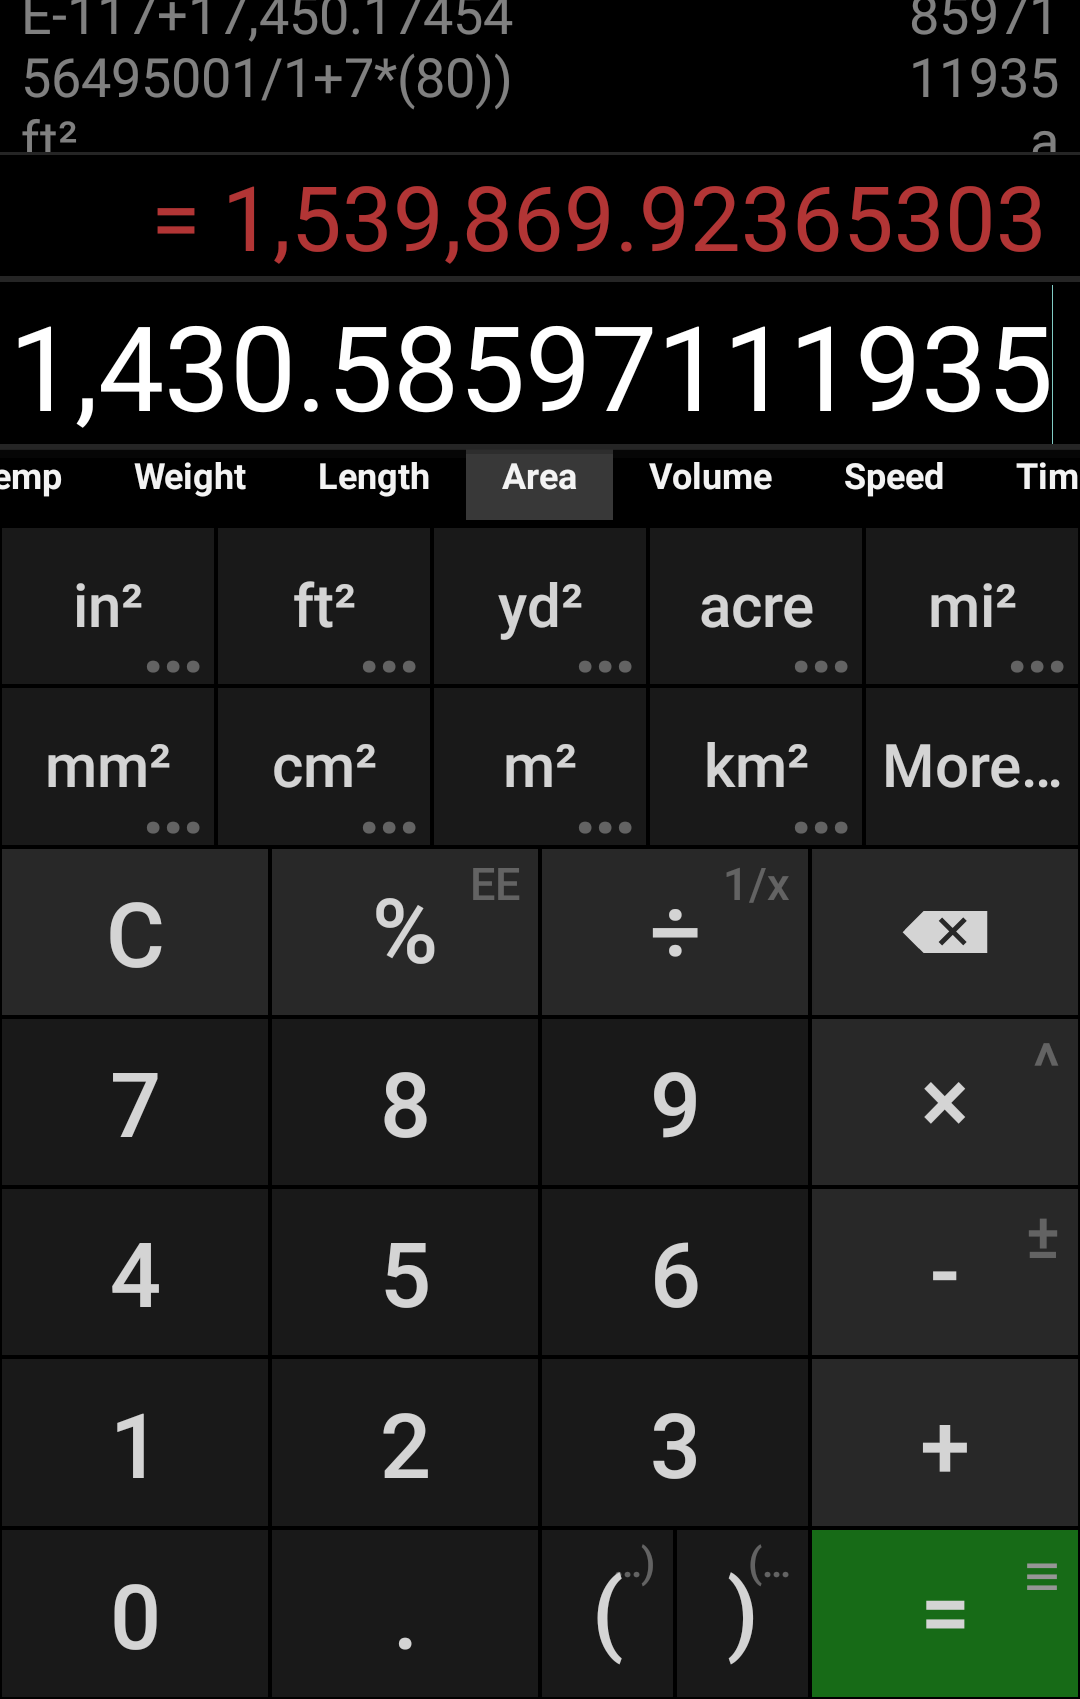 E-117+17,450.17454 85971
56495001/1+7*(80)) 11935
ft² a
= 1,539,869.92365303
1,430.58597111935
emp Weight Length Area Volume Speed Tim
in² ft² yd² acre mi²
mm² cm² m² km² More...
C % EE ÷ 1/x
7 8 9 × ^
4 5 6 - ±
1 2 3 +
0 . ( ..) ) (... =